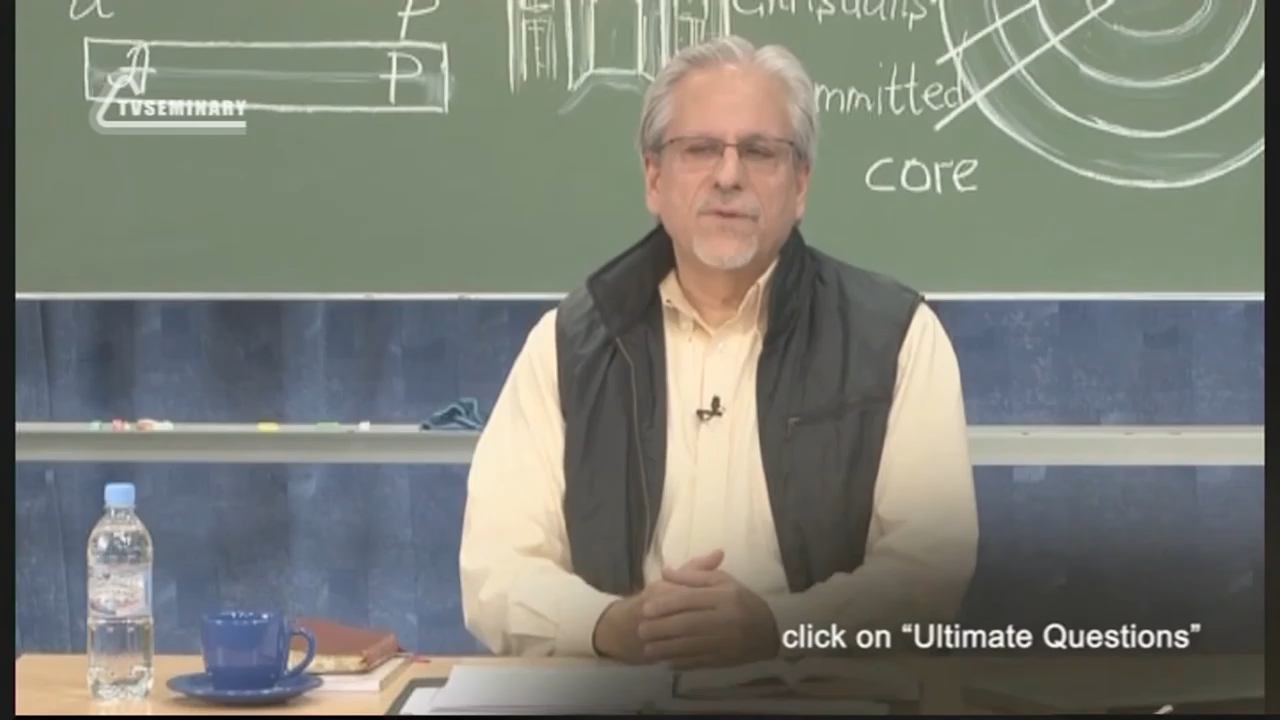 a P
A P
TVSEMINARY
Christians
mmitted
core
click on “Ultimate Questions”